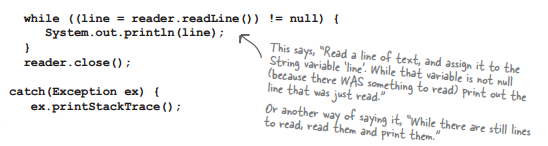 while ((line = reader.readLine()) != null) {
System.out.println(line);
}
reader.close();
catch(Exception ex) {
ex.printStackTrace();
This says, "Read a line of text, and assign it to the
String variable 'line'. While that variable is not null
(because there WAS something to read) print out the
line that was just read."
Or another way of saying it, "While there are still lines
to read, read them and print them."